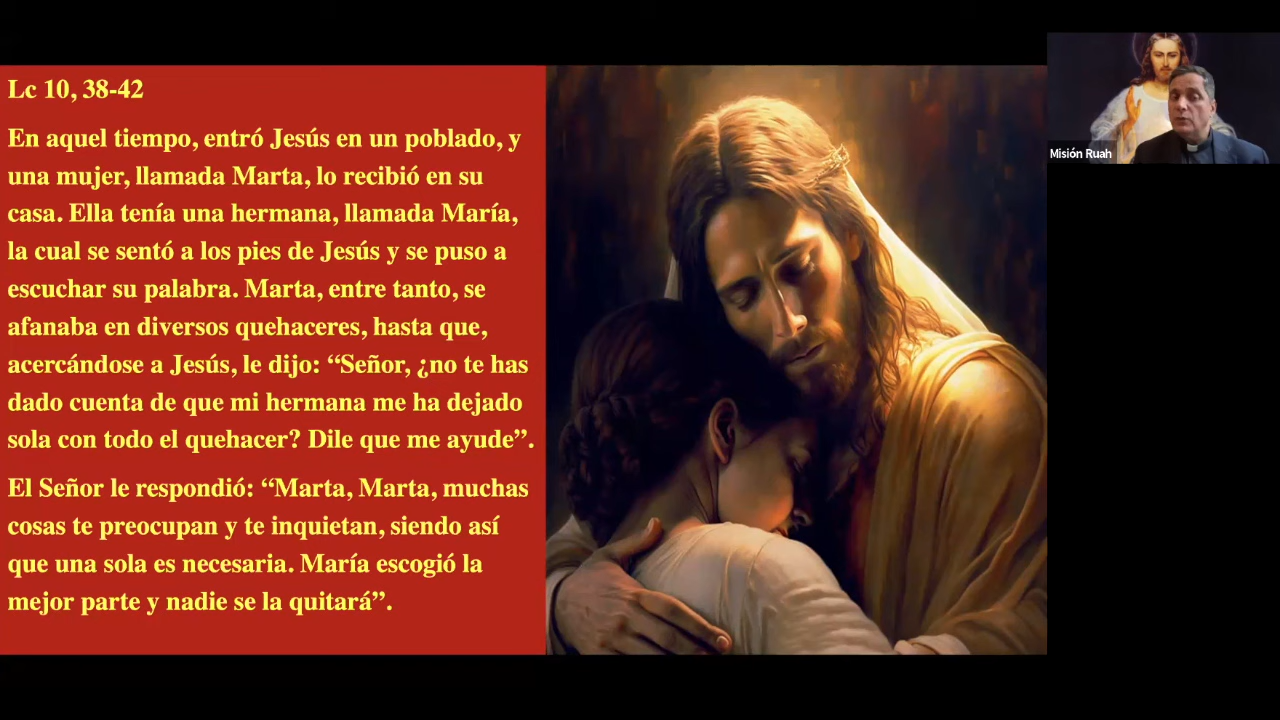 Lc 10, 38-42
En aquel tiempo, entró Jesús en un poblado, y
una mujer, llamada Marta, lo recibió en su
casa. Ella tenía una hermana, llamada María,
la cual se sentó a los pies de Jesús y se puso a
escuchar su palabra. Marta, entre tanto, se
afanaba en diversos quehaceres, hasta que,
acercándose a Jesús, le dijo: “Señor, ¿no te has
dado cuenta de que mi hermana me ha dejado
sola con todo el quehacer? Dile que me ayude”.
El Señor le respondió: “Marta, Marta, muchas
cosas te preocupan y te inquietan, siendo así
que una sola es necesaria. María escogió la
mejor parte y nadie se la quitará”.
Misión Ruah